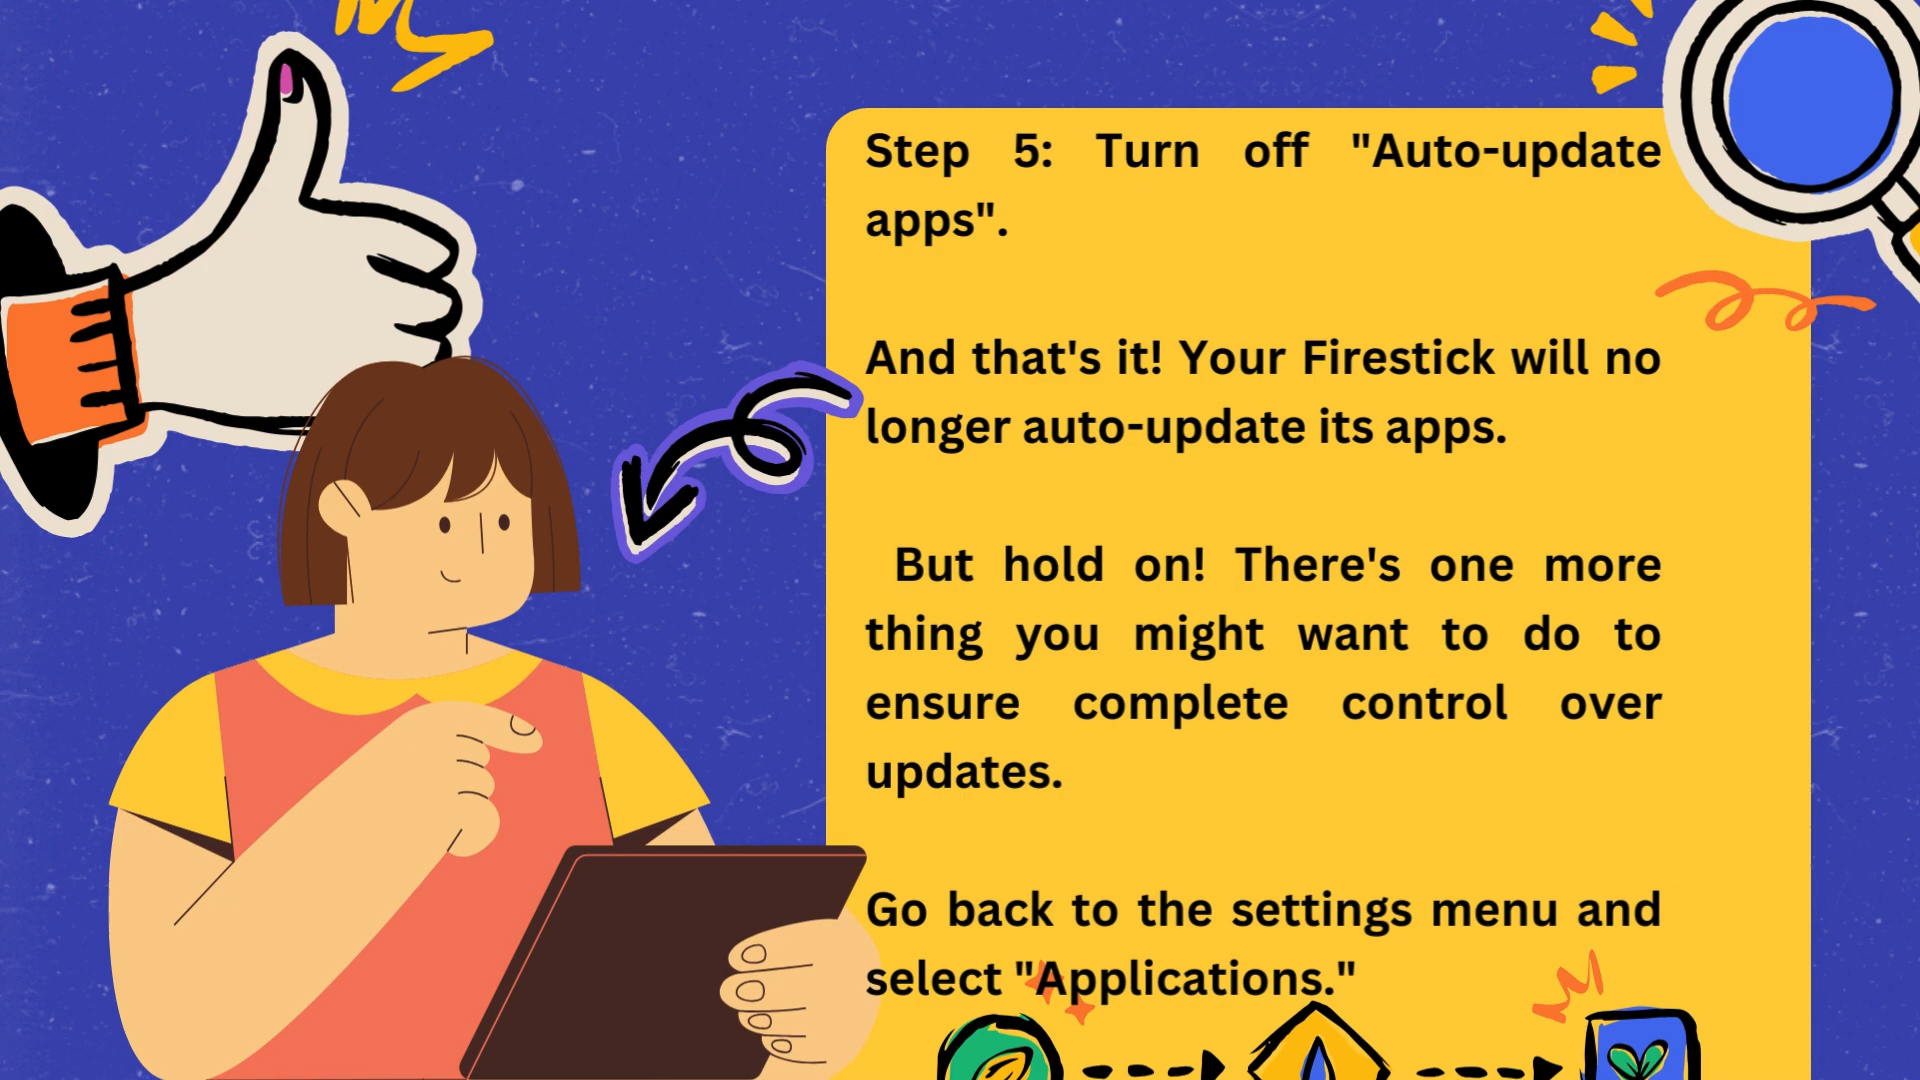 Step 5: Turn off "Auto-update
apps".
And that's it! Your Firestick will no
longer auto-update its apps.
But hold on! There's one more
thing you might want to do to
ensure complete control over
updates.
Go back to the settings menu and
select "Applications."